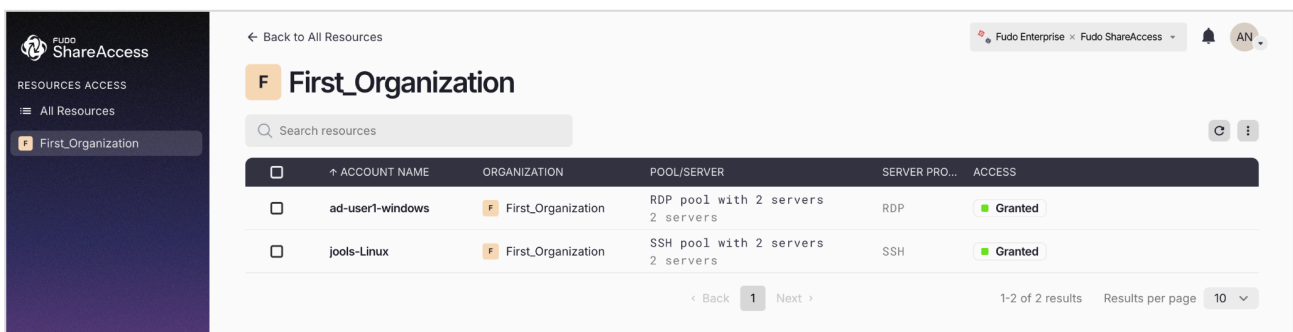 FUDO
ShareAccess
RESOURCES ACCESS
All Resources
F First_Organization
← Back to All Resources
Fudo Enterprise × Fudo ShareAccess
AN
F First_Organization
Search resources
↑ ACCOUNT NAME ORGANIZATION POOL/SERVER SERVER PRO... ACCESS
ad-user1-windows F First_Organization RDP pool with 2 servers RDP Granted
2 servers
jools-Linux F First_Organization SSH pool with 2 servers SSH Granted
2 servers
‹ Back 1 Next › 1-2 of 2 results Results per page 10